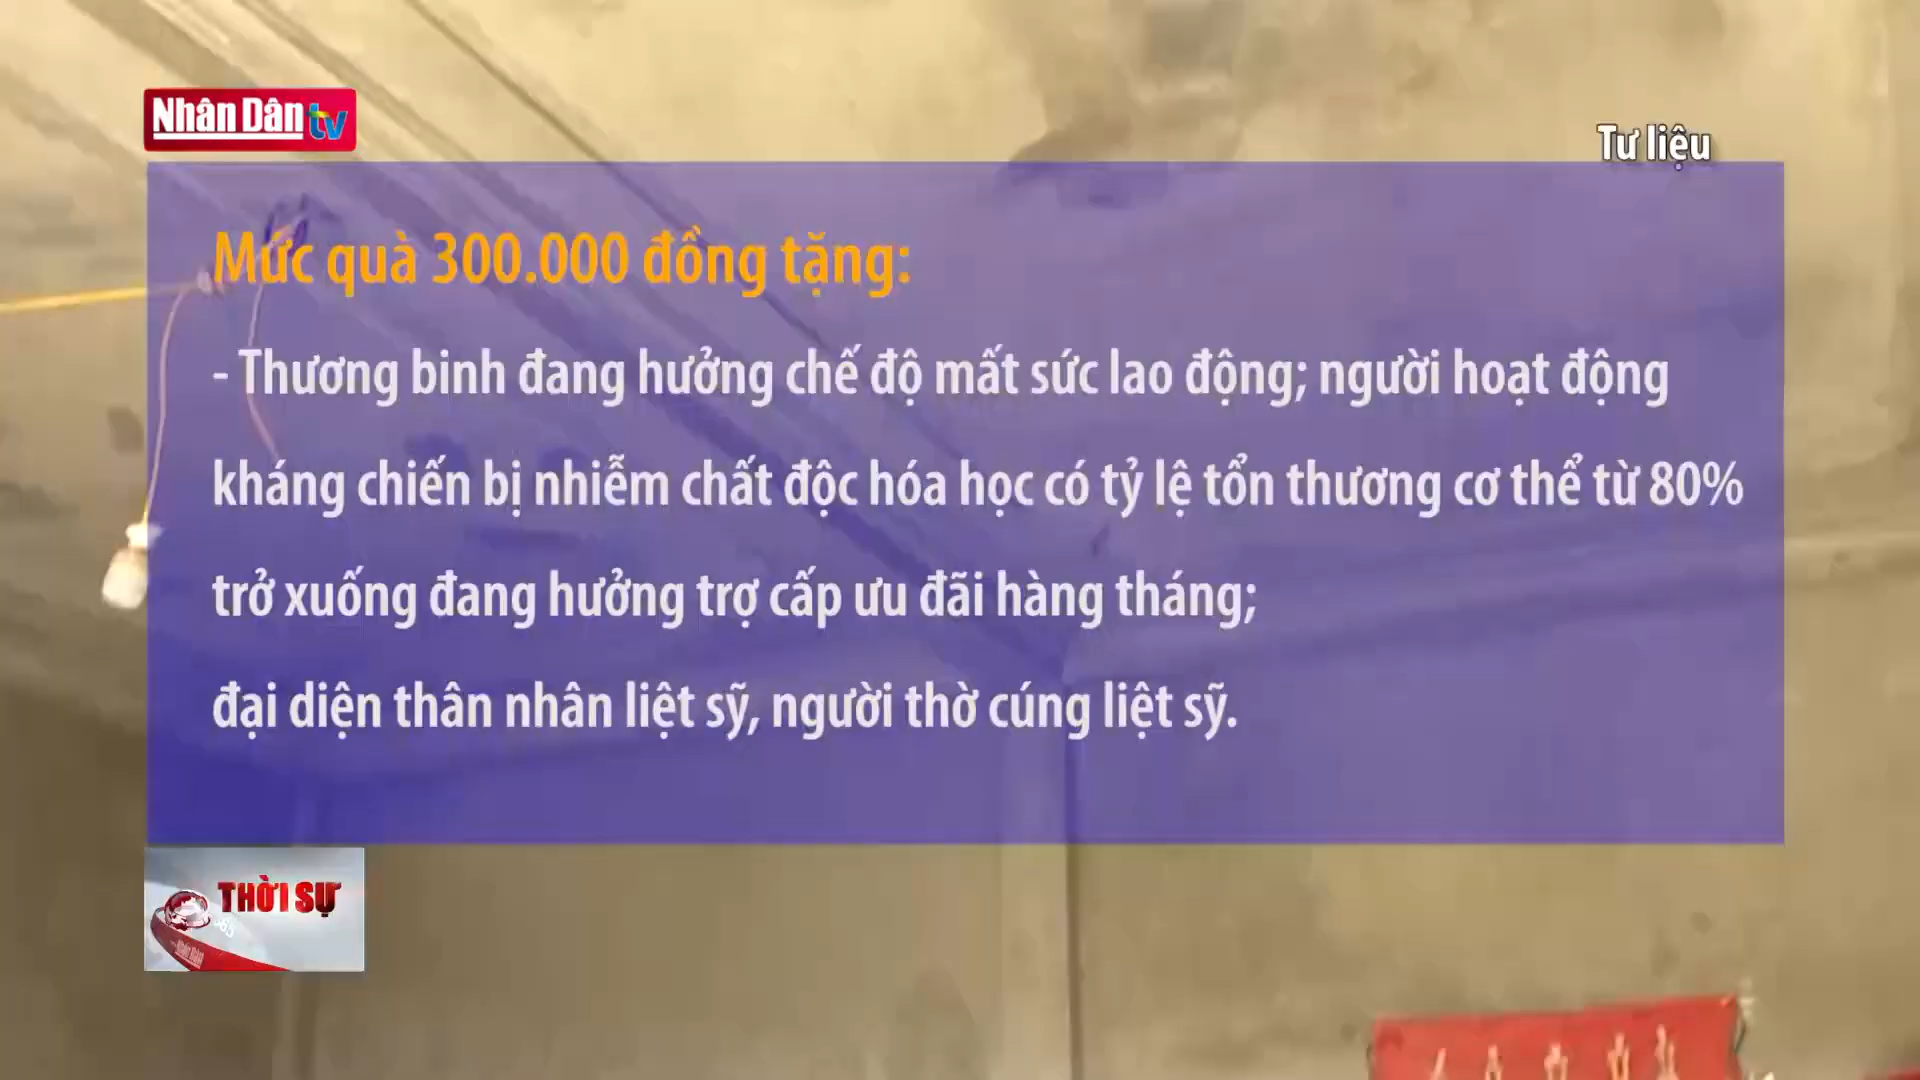 Nhân Dân tv
Tư liệu
Mức quà 300.000 đồng tặng:
- Thương binh đang hưởng chế độ mất sức lao động; người hoạt động
kháng chiến bị nhiễm chất độc hóa học có tỷ lệ tổn thương cơ thể từ 80%
trở xuống đang hưởng trợ cấp ưu đãi hàng tháng;
đại diện thân nhân liệt sỹ, người thờ cúng liệt sỹ.
THỜI SỰ